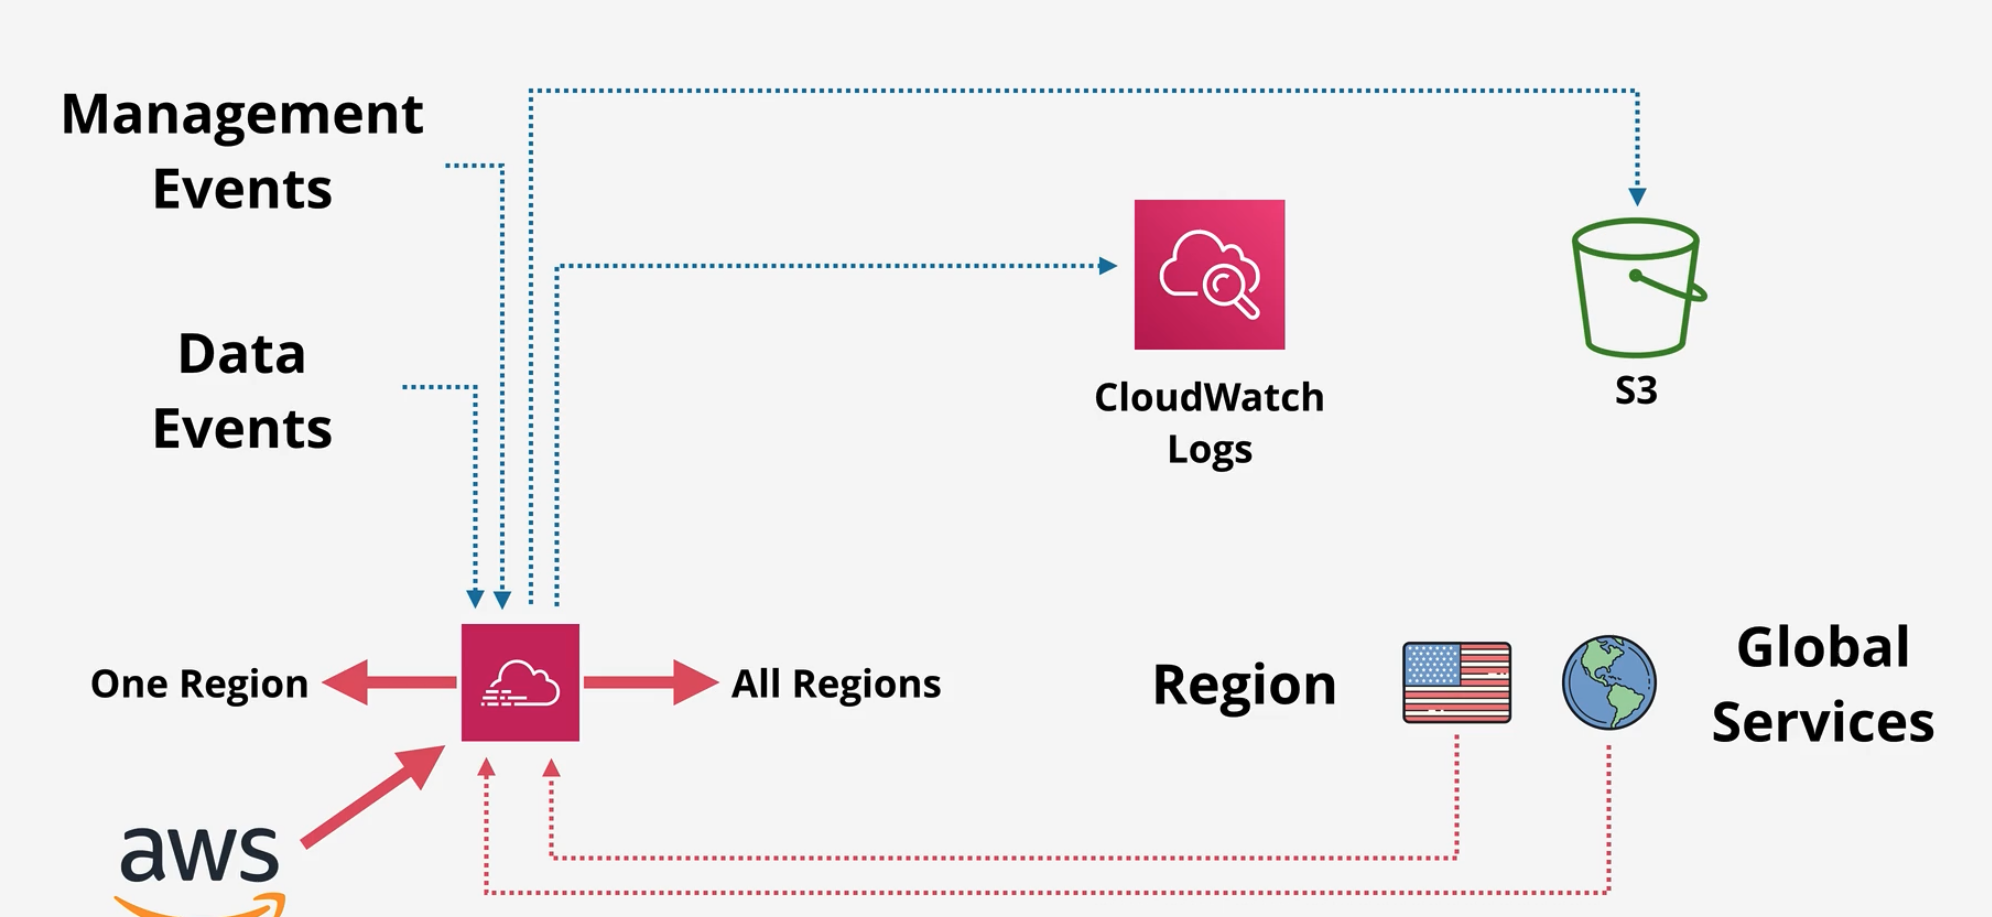 Management
Events
Data
Events
CloudWatch
Logs
S3
One Region
All Regions
Region
Global
Services
aws